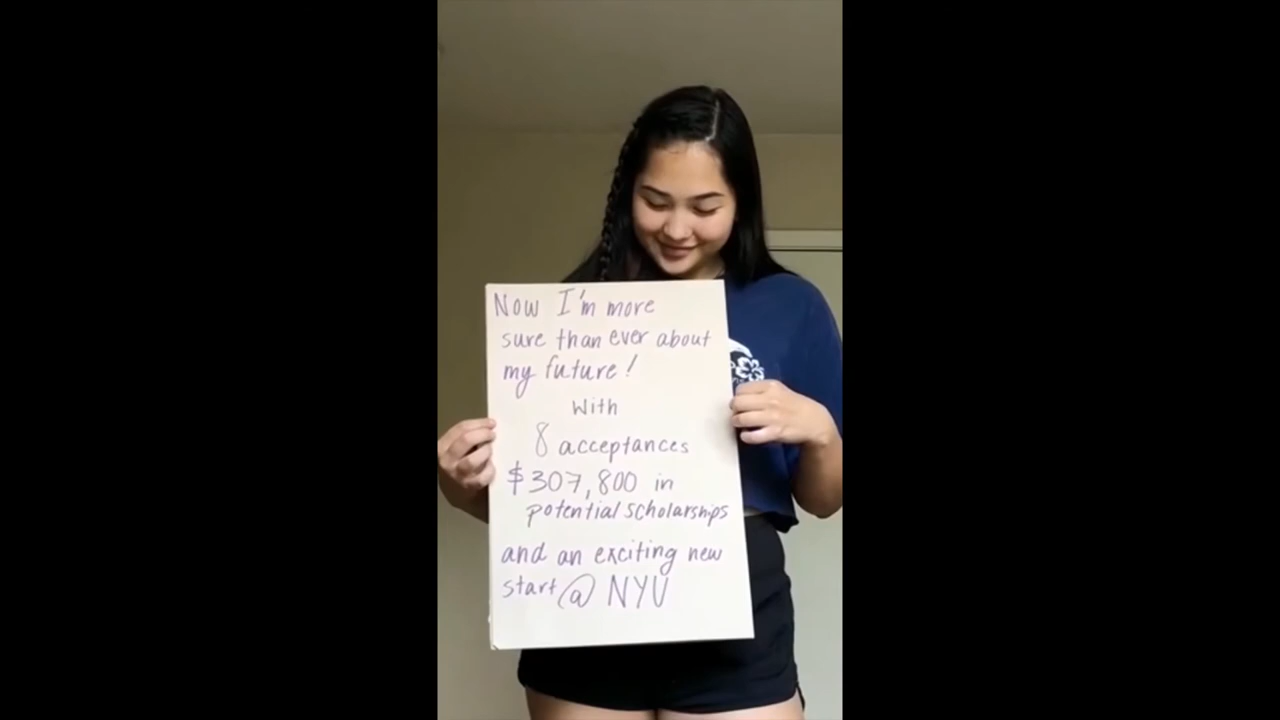 Now I'm more
sure than ever about
my future!
With
8 acceptances
$307,800 in
potential scholarships
and an exciting new
start @ NYU